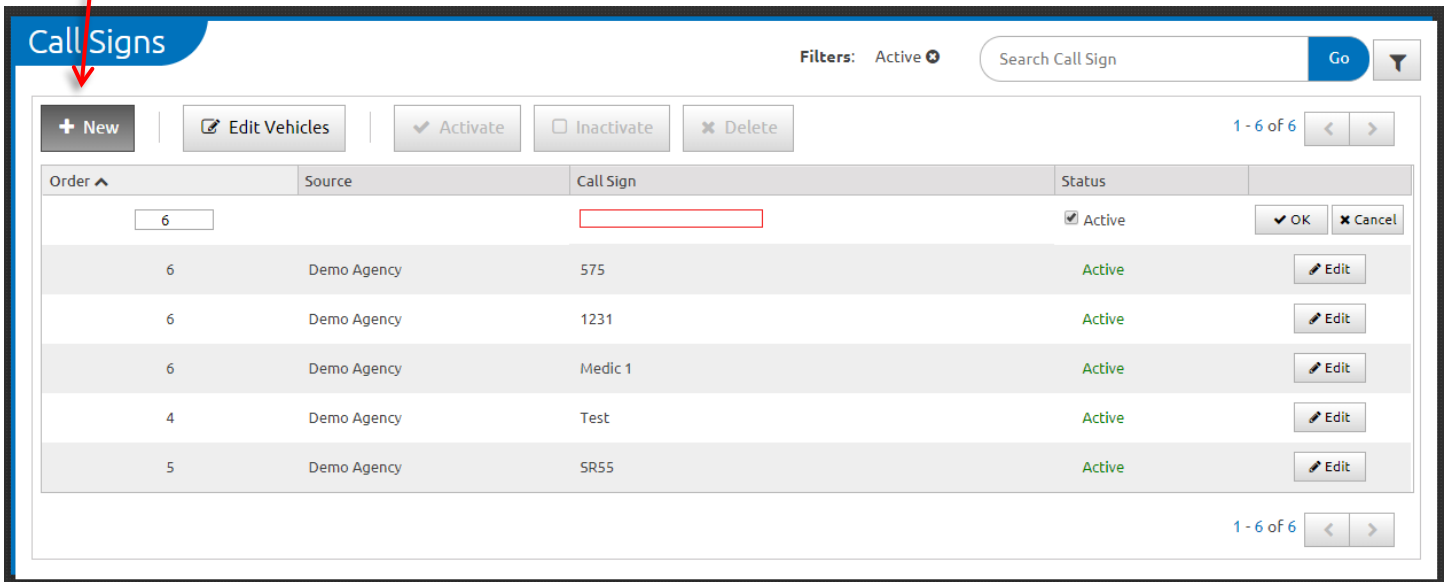 Call Signs
Filters: Active
Search Call Sign
Go
New
Edit Vehicles
Activate
Inactivate
Delete
1 - 6 of 6
Order Source Call Sign Status
6 Active OK Cancel
6 Demo Agency 575 Active Edit
6 Demo Agency 1231 Active Edit
6 Demo Agency Medic 1 Active Edit
4 Demo Agency Test Active Edit
5 Demo Agency SR55 Active Edit
1 - 6 of 6